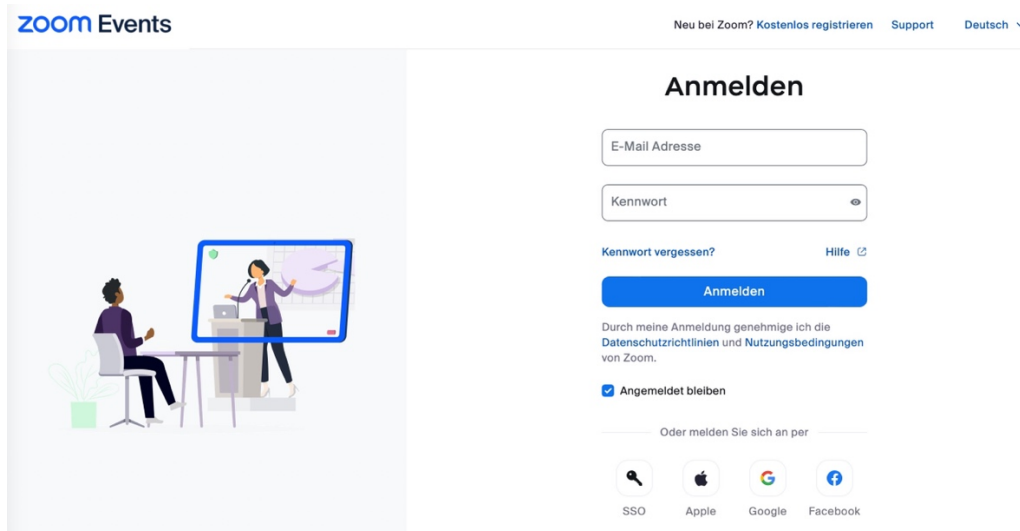 zoom Events
Neu bei Zoom? Kostenlos registrieren Support Deutsch
Anmelden
E-Mail Adresse
Kennwort
Kennwort vergessen? Hilfe
Anmelden
Durch meine Anmeldung genehmige ich die
Datenschutzrichtlinien und Nutzungsbedingungen
von Zoom.
Angemeldet bleiben
Oder melden Sie sich an per
SSO Apple Google Facebook